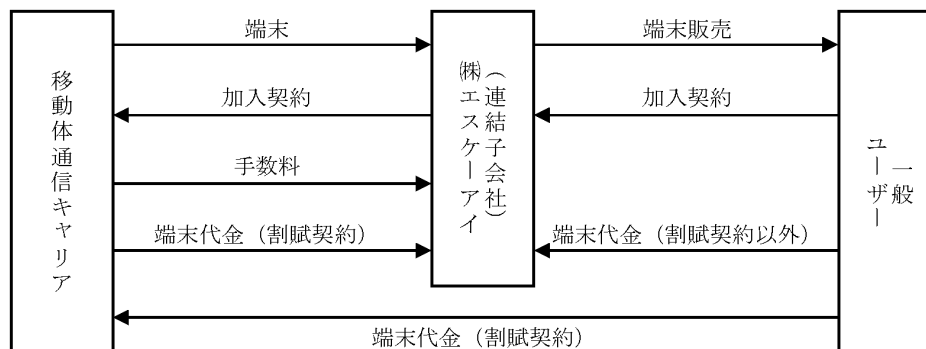 移動体通信キャリア
端末
加入契約
手数料
端末代金（割賦契約）
（連結子会社）
㈱エスケーアイ
端末販売
加入契約
端末代金（割賦契約以外）
一般
ユーザー
端末代金（割賦契約）